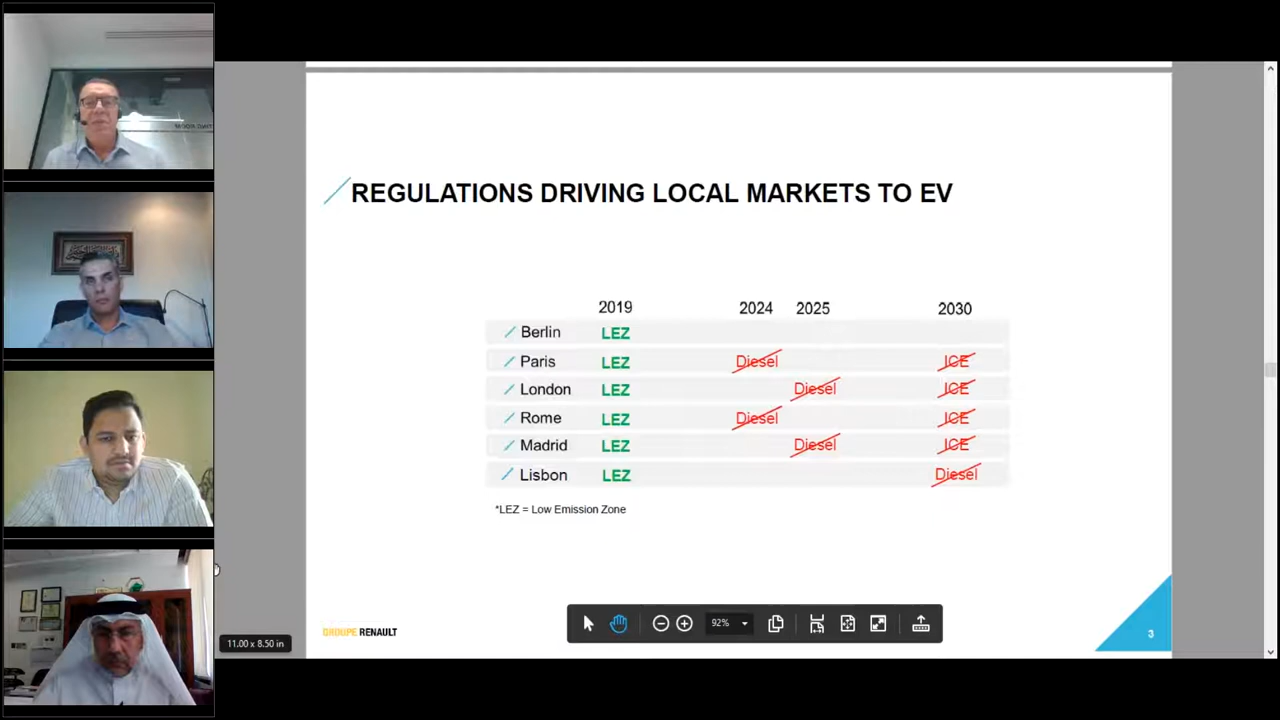 REGULATIONS DRIVING LOCAL MARKETS TO EV
2019 2024 2025 2030
Berlin LEZ
Paris LEZ Diesel ICE
London LEZ Diesel ICE
Rome LEZ Diesel ICE
Madrid LEZ Diesel ICE
Lisbon LEZ Diesel
*LEZ = Low Emission Zone
GROUPE RENAULT
3
92%
11.00 x 8.50 in